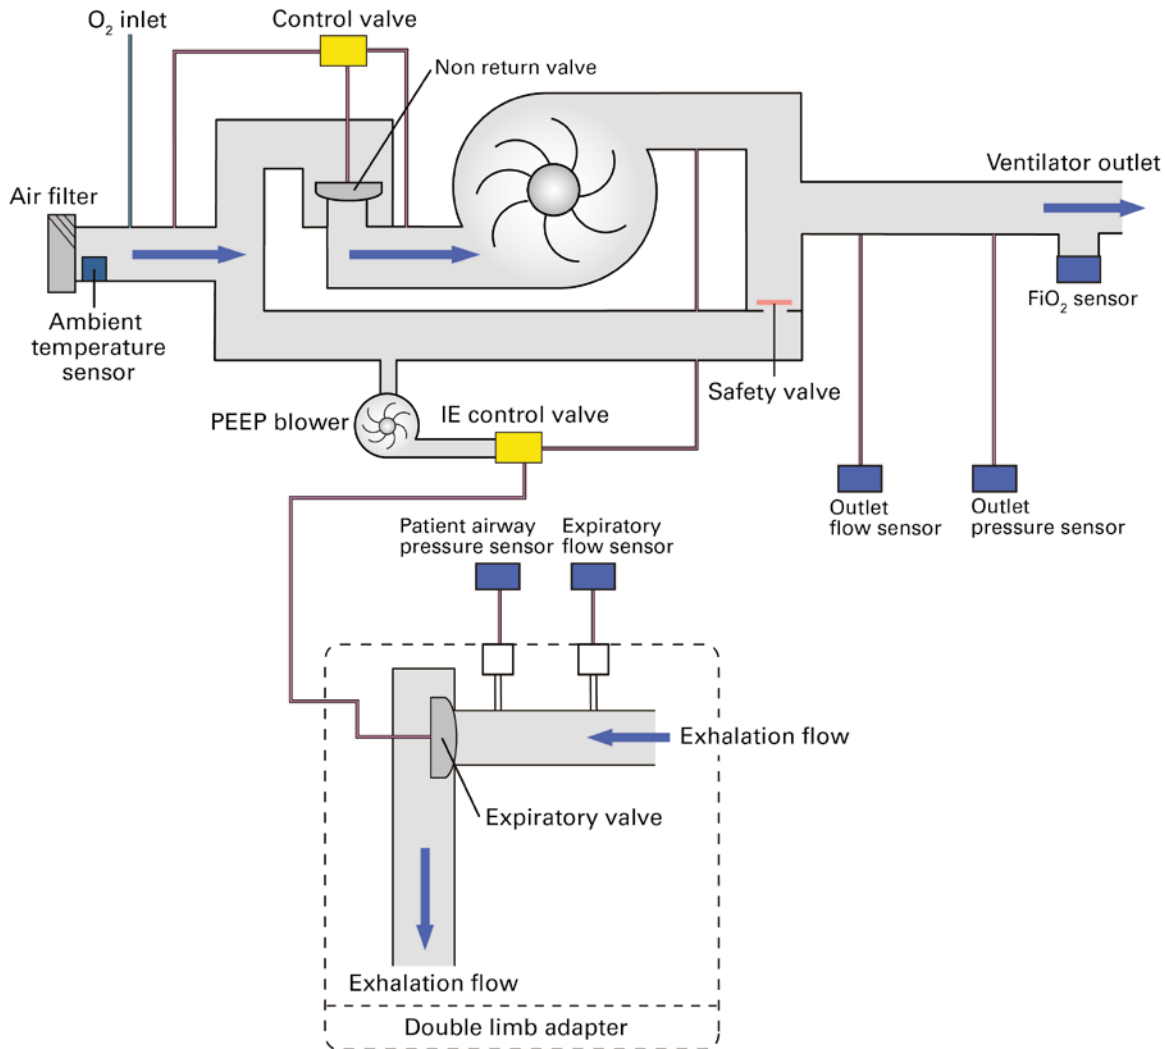 O₂ inlet
Control valve
Non return valve
Air filter
Ventilator outlet
Ambient
temperature
sensor
FiO₂ sensor
Safety valve
PEEP blower
IE control valve
Outlet
flow sensor
Outlet
pressure sensor
Patient airway
pressure sensor
Expiratory
flow sensor
Exhalation flow
Expiratory valve
Exhalation flow
Double limb adapter